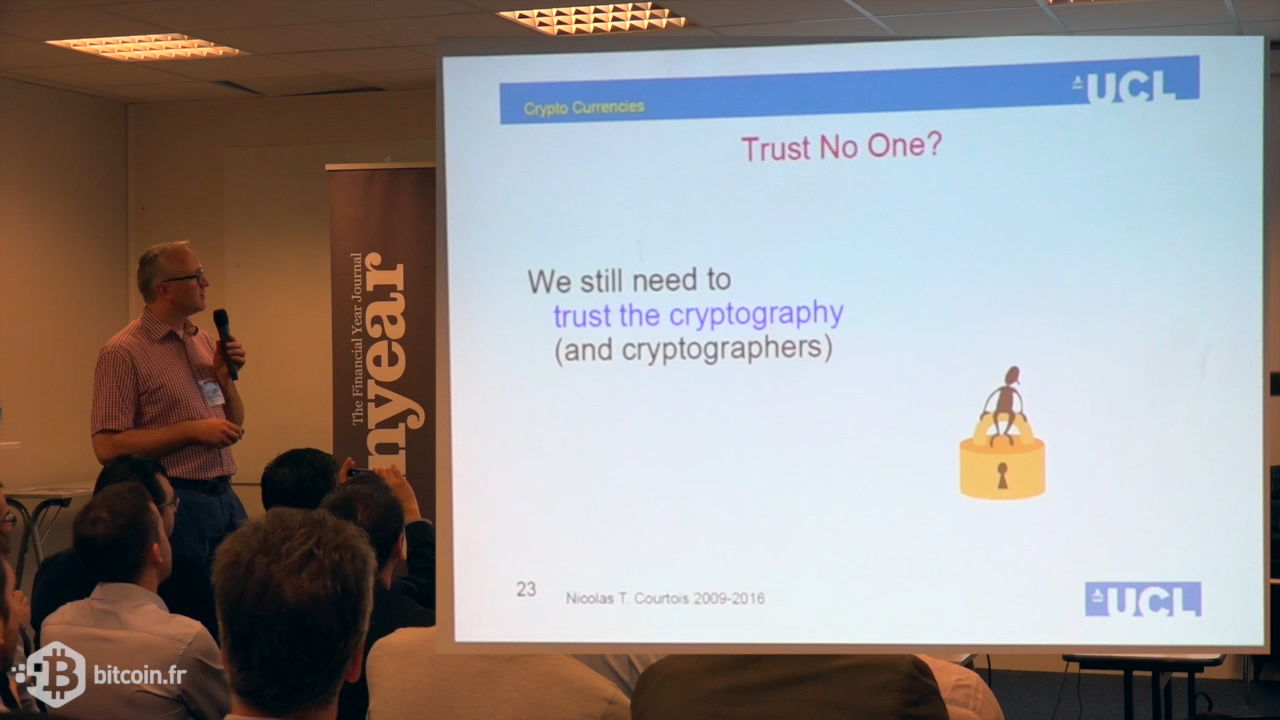 Crypto Currencies
UCL
Trust No One?
We still need to
trust the cryptography
(and cryptographers)
23
Nicolas T. Courtois 2009-2016
UCL
The Financial Year Journal
nyear
bitcoin.fr